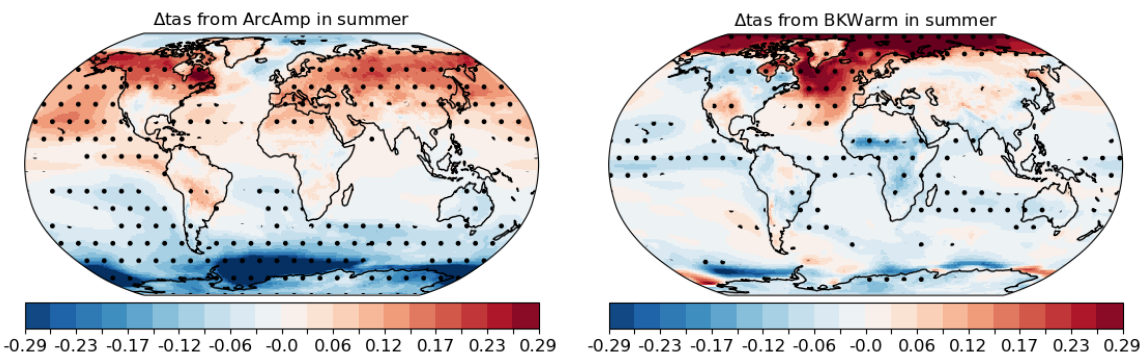 Δtas from ArcAmp in summer
-0.29 -0.23 -0.17 -0.12 -0.06 -0.0 0.06 0.12 0.17 0.23 0.29
Δtas from BKWarm in summer
-0.29 -0.23 -0.17 -0.12 -0.06 -0.0 0.06 0.12 0.17 0.23 0.29